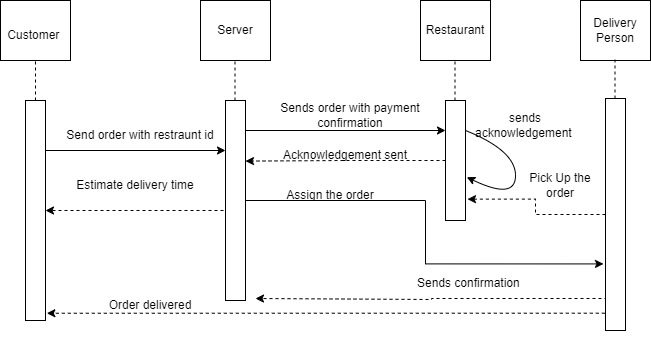 Customer
Server
Restaurant
Delivery
Person
Sends order with payment
confirmation
sends
acknowledgement
Send order with restraunt id
Acknowledgement sent
Pick Up the
order
Estimate delivery time
Assign the order
Sends confirmation
Order delivered